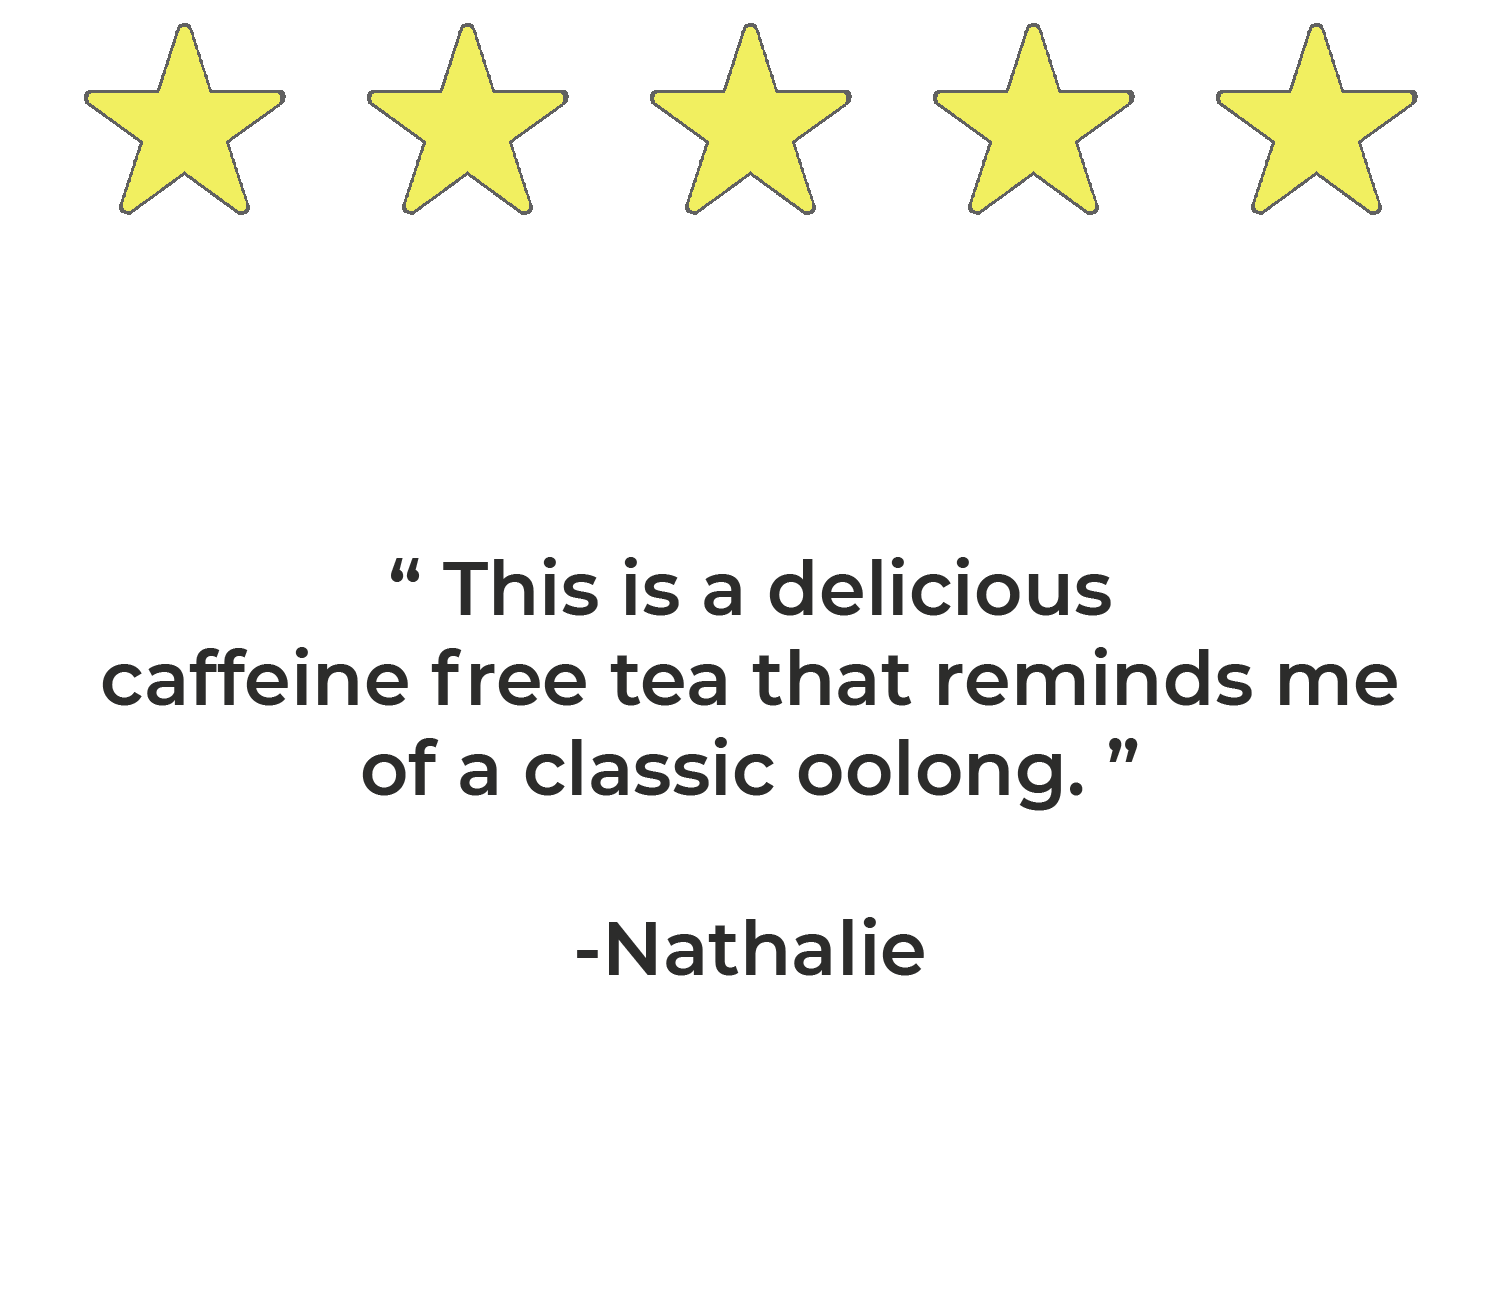 “ This is a delicious
caffeine free tea that reminds me
of a classic oolong. ”
-Nathalie